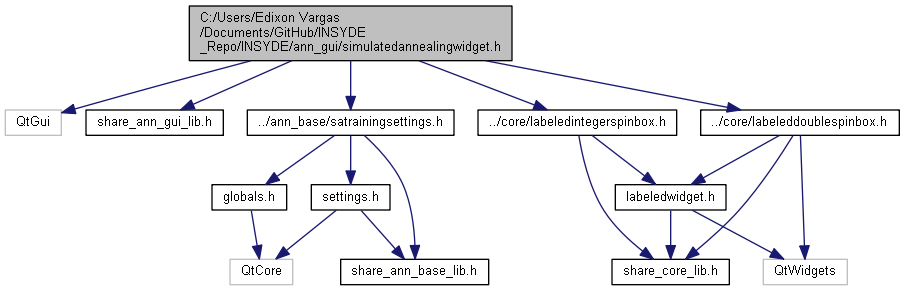 C:/Users/Edixon Vargas
/Documents/GitHub/INSYDE
_Repo/INSYDE/ann_gui/simulatedannealingwidget.h
QtGui
share_ann_gui_lib.h
../ann_base/satrainingsettings.h
../core/labeledintegerspinbox.h
../core/labeleddoublespinbox.h
globals.h
settings.h
labeledwidget.h
QtCore
share_ann_base_lib.h
share_core_lib.h
QtWidgets